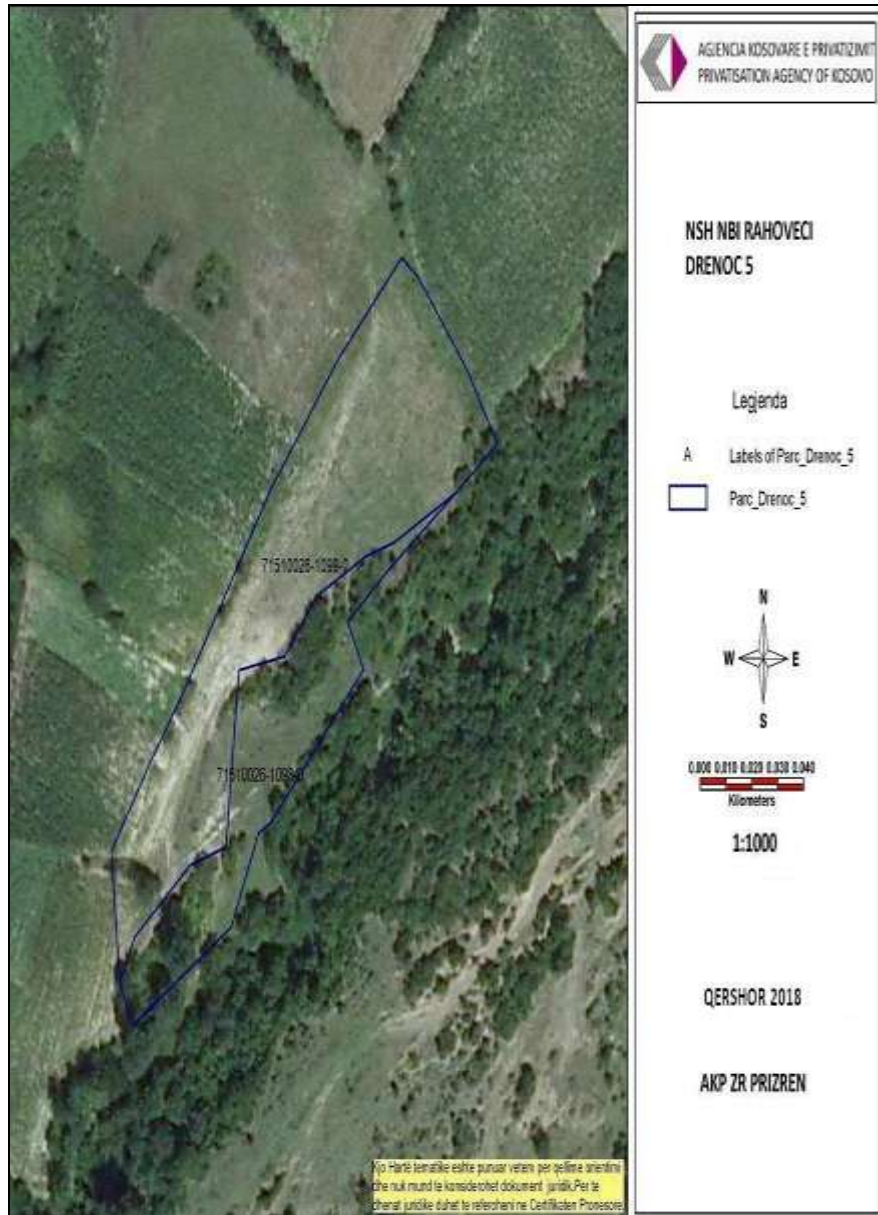 AGJENCIA KOSOVARE E PRIVATIZIMIT
PRIVATISATION AGENCY OF KOSOVO
NSH NBI RAHOVECI
DRENOC 5
Legjenda
A Labels of Parc_Drenoc_5
Parc_Drenoc_5
N
W E
S
0.000 0.010 0.020 0.030 0.040
Kilometers
1:1000
QERSHOR 2018
AKP ZR PRIZREN
71510026-1099-0
71510026-1098-0
Kjo Hartë tematike eshte punuar vetem per qellime orientimi
dhe nuk mund te konsiderohet dokument juridik.Per te
dhenat juridike duhet te referoheni ne Certifikaten Pronesore.